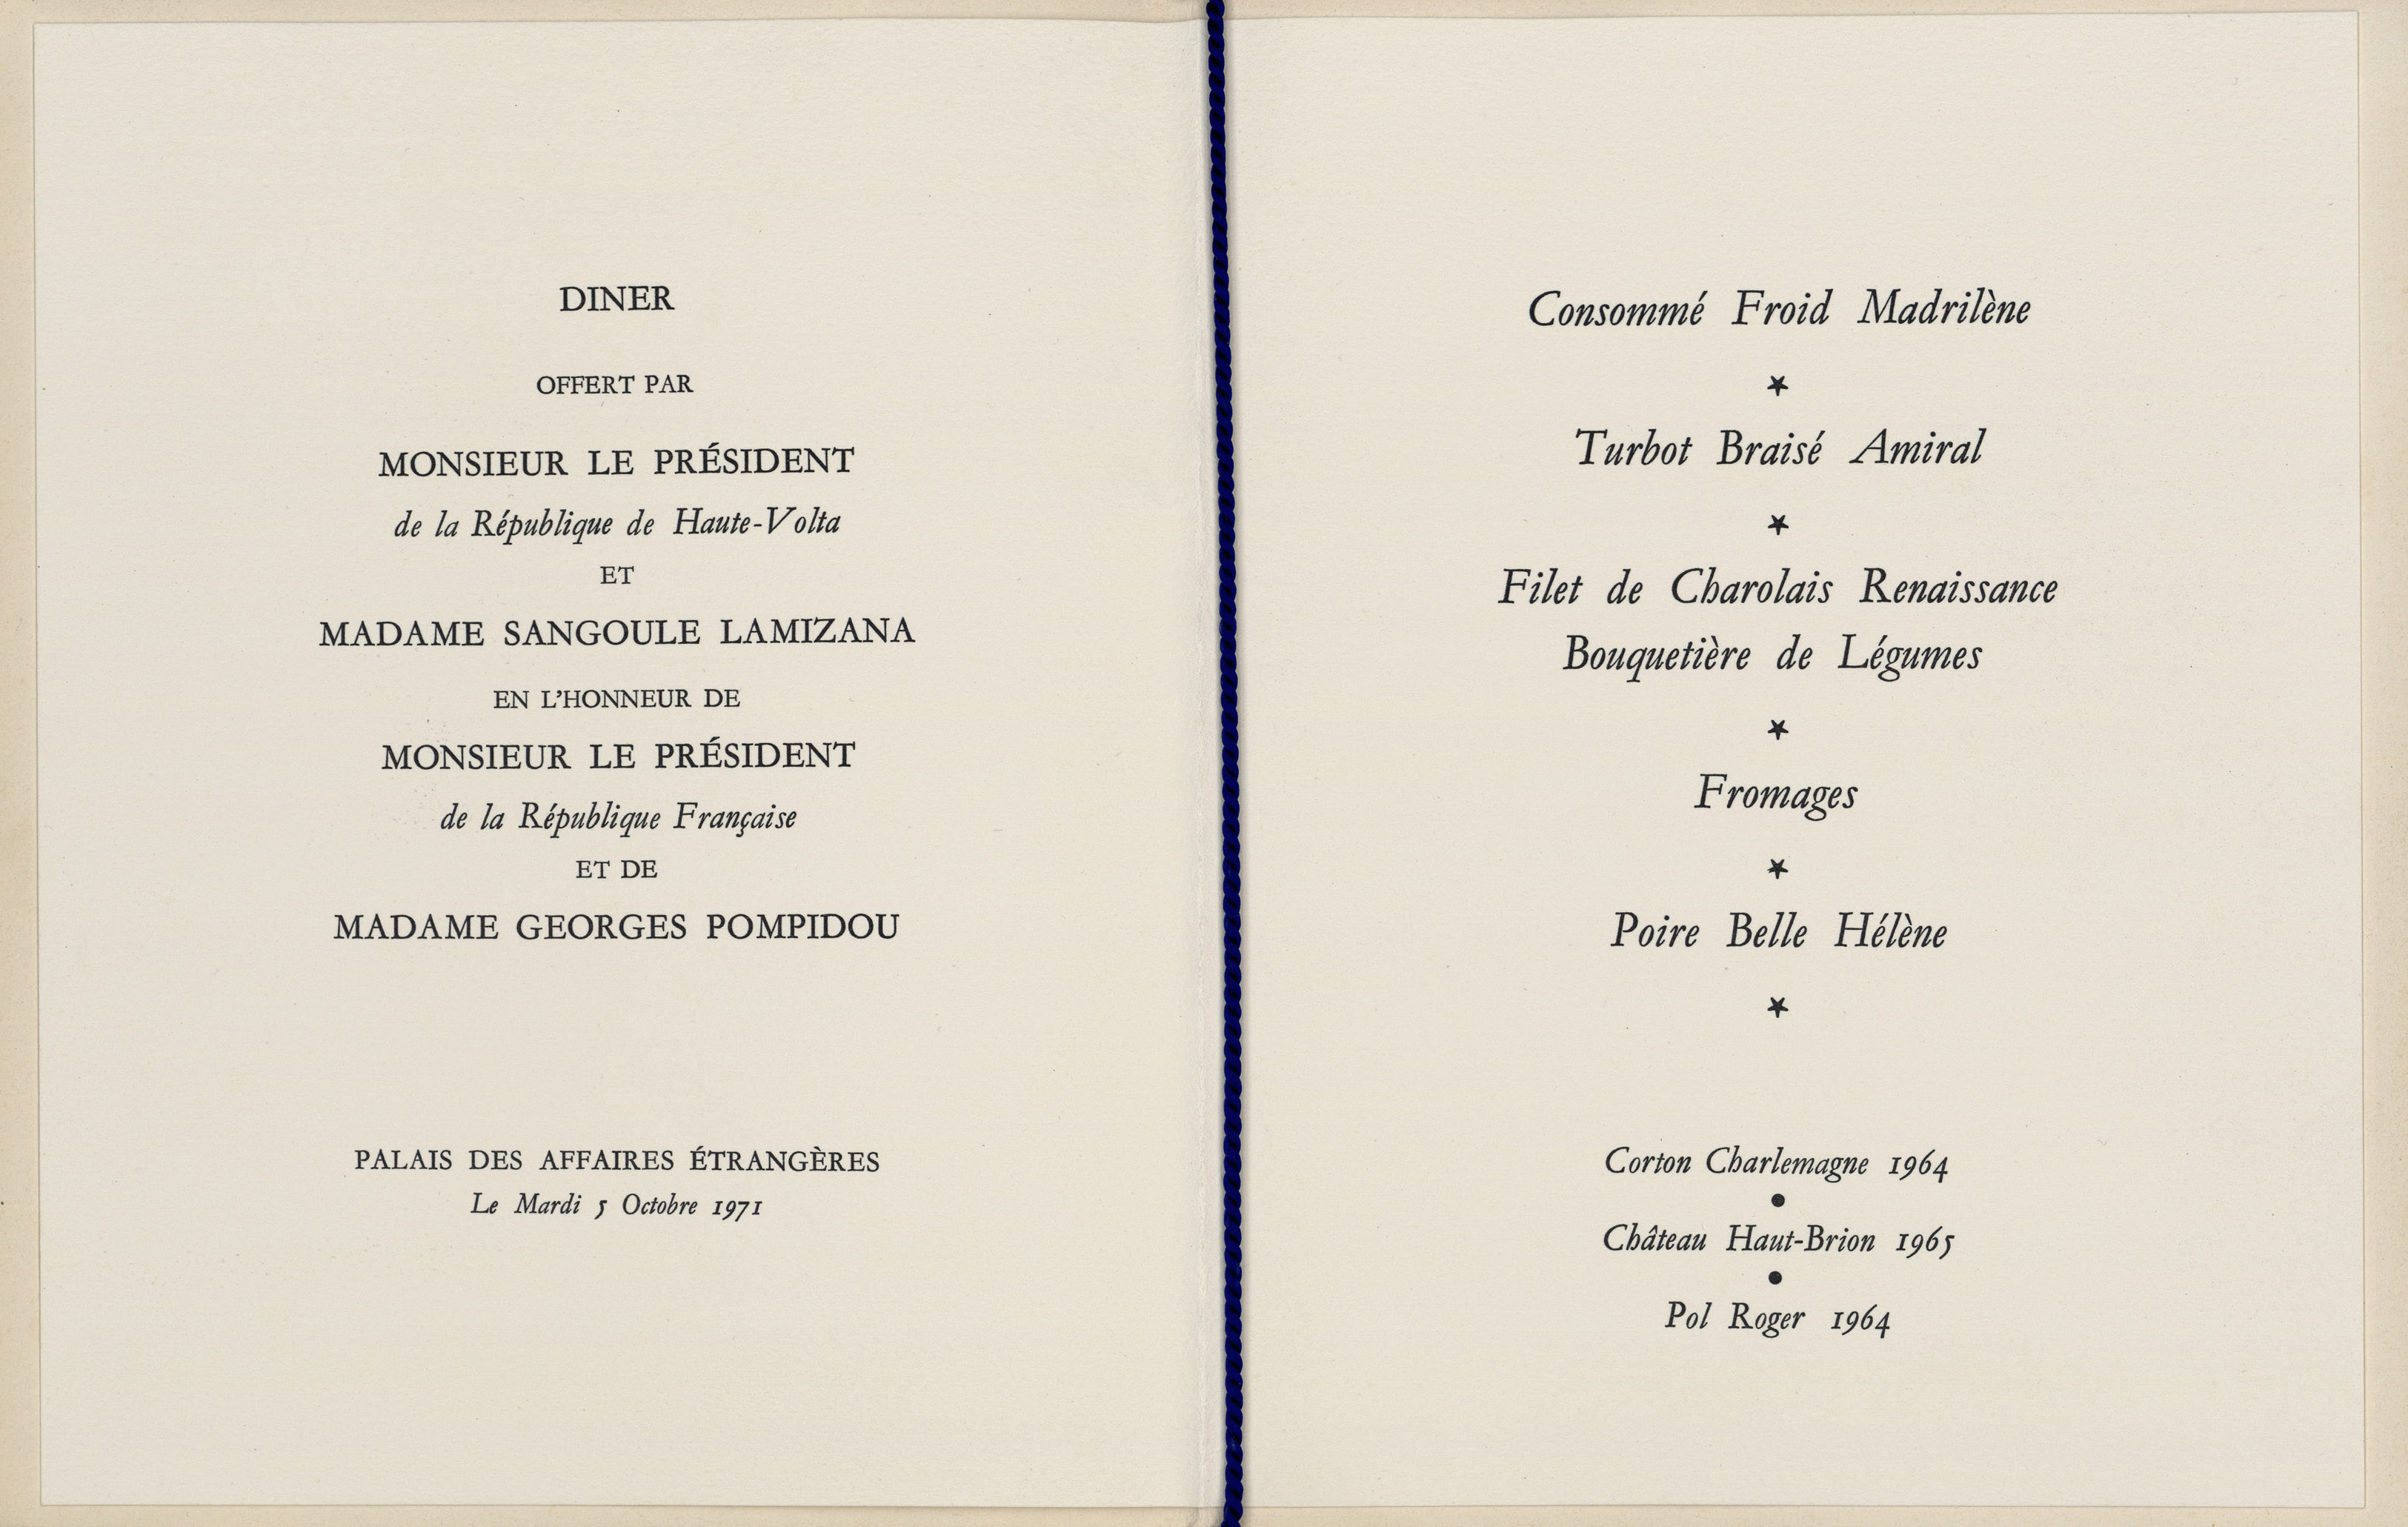 DINER
OFFERT PAR
MONSIEUR LE PRÉSIDENT
de la République de Haute-Volta
ET
MADAME SANGOULE LAMIZANA
EN L'HONNEUR DE
MONSIEUR LE PRÉSIDENT
de la République Française
ET DE
MADAME GEORGES POMPIDOU
PALAIS DES AFFAIRES ÉTRANGÈRES
Le Mardi 5 Octobre 1971
Consommé Froid Madrilène
Turbot Braisé Amiral
Filet de Charolais Renaissance
Bouquetière de Légumes
Fromages
Poire Belle Hélène
Corton Charlemagne 1964
Château Haut-Brion 1965
Pol Roger 1964